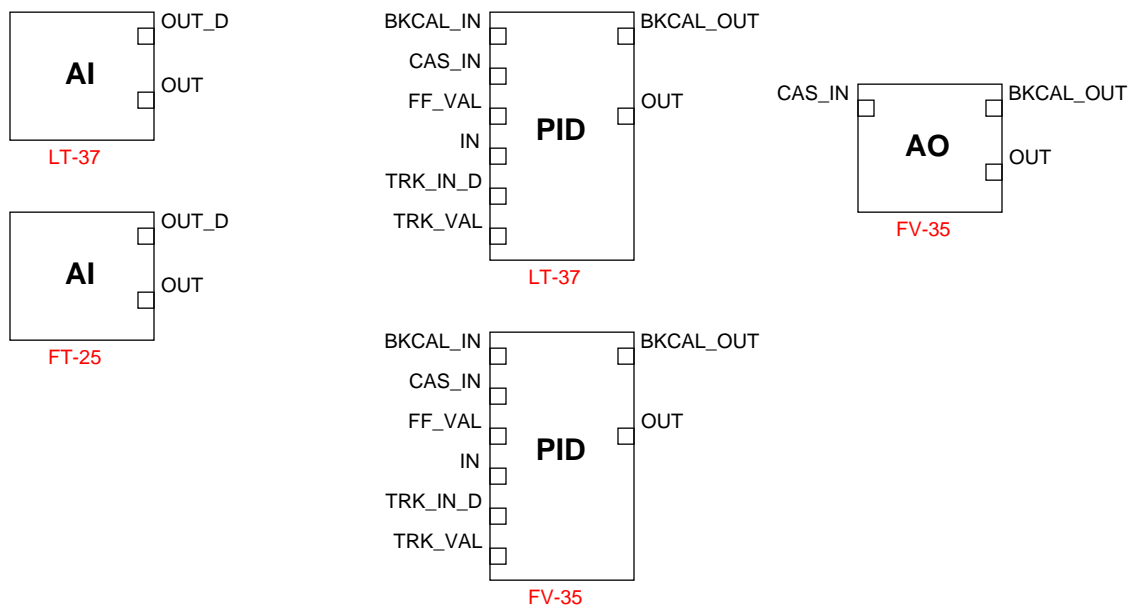 OUT_D
AI
OUT
LT-37
OUT_D
AI
OUT
FT-25
BKCAL_IN
CAS_IN
FF_VAL
IN
TRK_IN_D
TRK_VAL
PID
BKCAL_OUT
OUT
LT-37
BKCAL_IN
CAS_IN
FF_VAL
IN
TRK_IN_D
TRK_VAL
PID
BKCAL_OUT
OUT
FV-35
CAS_IN
AO
BKCAL_OUT
OUT
FV-35